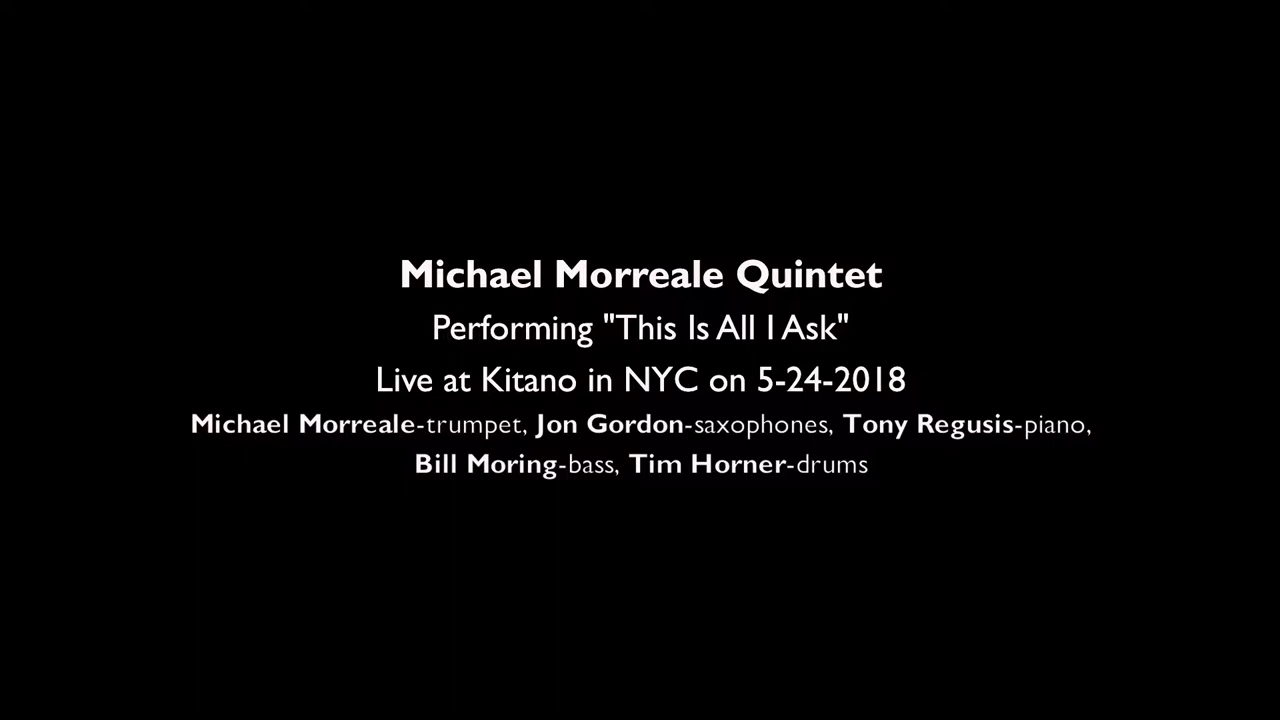 Michael Morreale Quintet
Performing "This Is All I Ask"
Live at Kitano in NYC on 5-24-2018
Michael Morreale-trumpet, Jon Gordon-saxophones, Tony Regusis-piano,
Bill Moring-bass, Tim Horner-drums